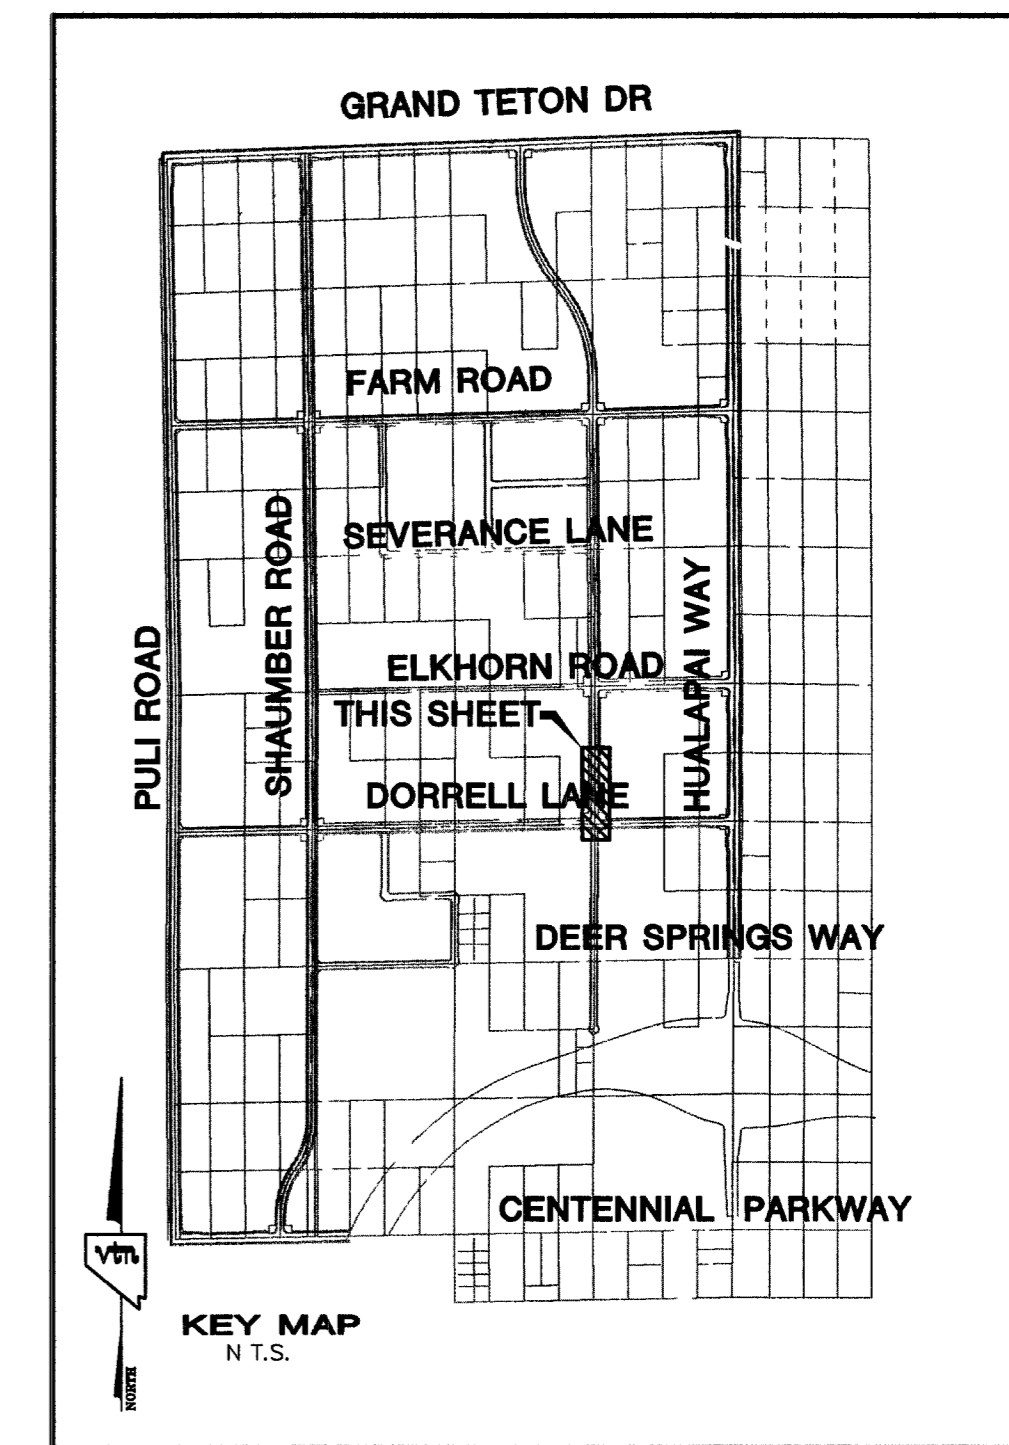 GRAND TETON DR
FARM ROAD
SEVERANCE LANE
SHAUMBER ROAD
HUALAPAI WAY
PULI ROAD
ELKHORN ROAD
THIS SHEET
DORRELL LANE
DEER SPRINGS WAY
CENTENNIAL PARKWAY
vtn
KEY MAP
N T.S.
NORTH